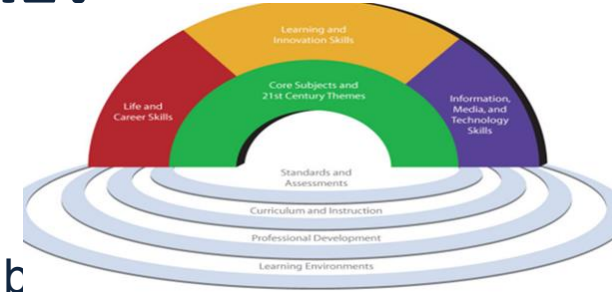 Learning and
Innovation Skills
Core Subjects and
21st Century Themes
Life and
Career Skills
Information,
Media, and
Technology
Skills
Standards and
Assessments
Curriculum and Instruction
Professional Development
Learning Environments
b